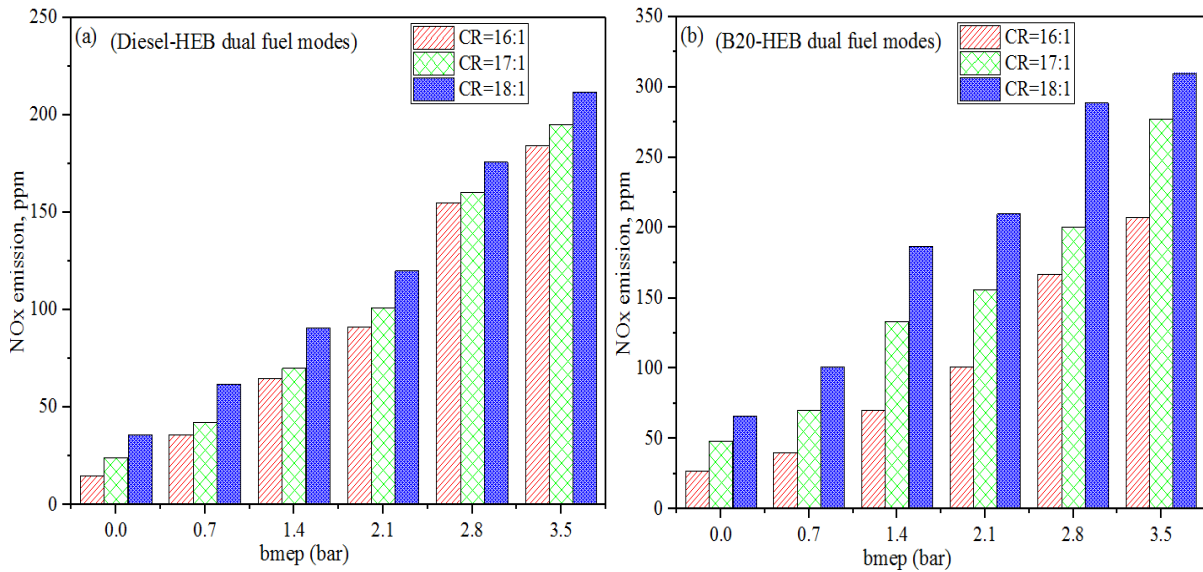 (a) (Diesel-HEB dual fuel modes)
CR=16:1
CR=17:1
CR=18:1
NOx emission, ppm
250
200
150
100
50
0
0.0 0.7 1.4 2.1 2.8 3.5
bmep (bar)
(b) (B20-HEB dual fuel modes)
CR=16:1
CR=17:1
CR=18:1
NOx emission, ppm
350
300
250
200
150
100
50
0
0.0 0.7 1.4 2.1 2.8 3.5
bmep (bar)